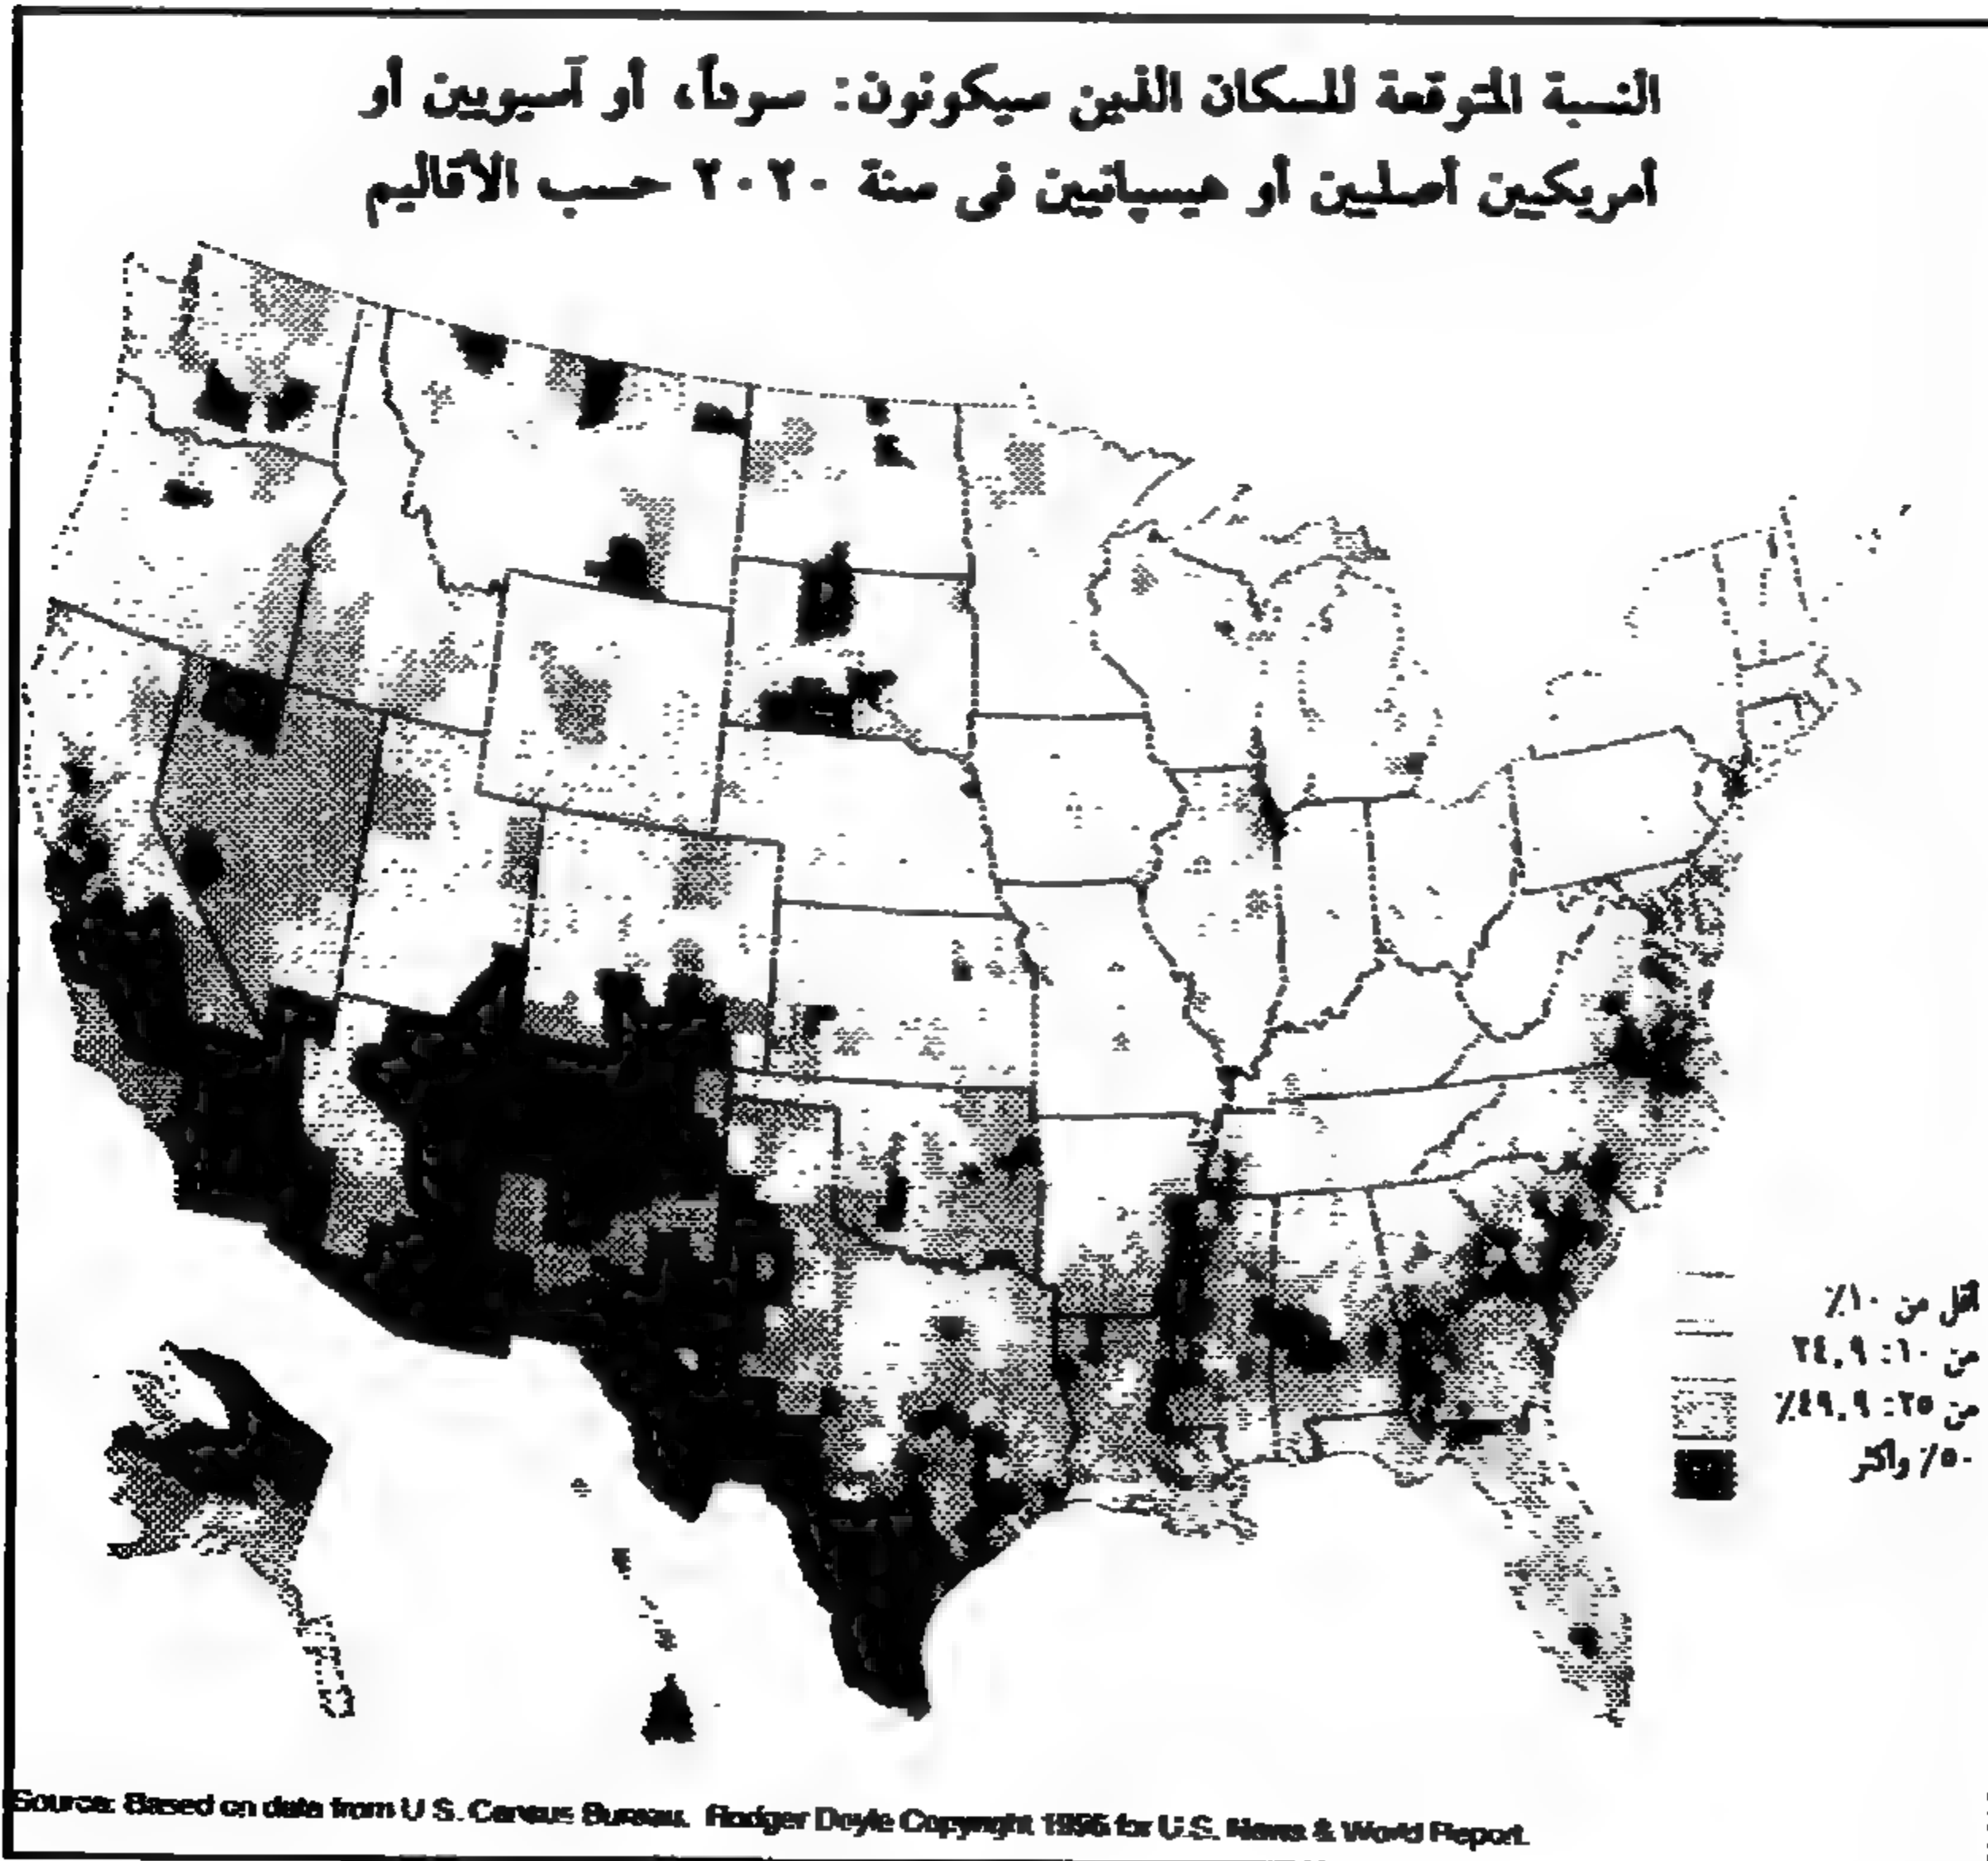 النسبة المتوقعة للسكان الذين سيكونون: سوداً، أو آسيويين أو
أمريكيين أصليين أو هيسبانيين فى سنة ٢٠٢٠ حسب الأقاليم
أقل من ١٠٪
من ١٠: ٢٤,٩
من ٢٥: ٤٩,٩٪
٥٠٪ وأكثر
Source: Based on data from U.S. Census Bureau. Rodger Doyle Copyright 1995 for U.S. News & World Report.